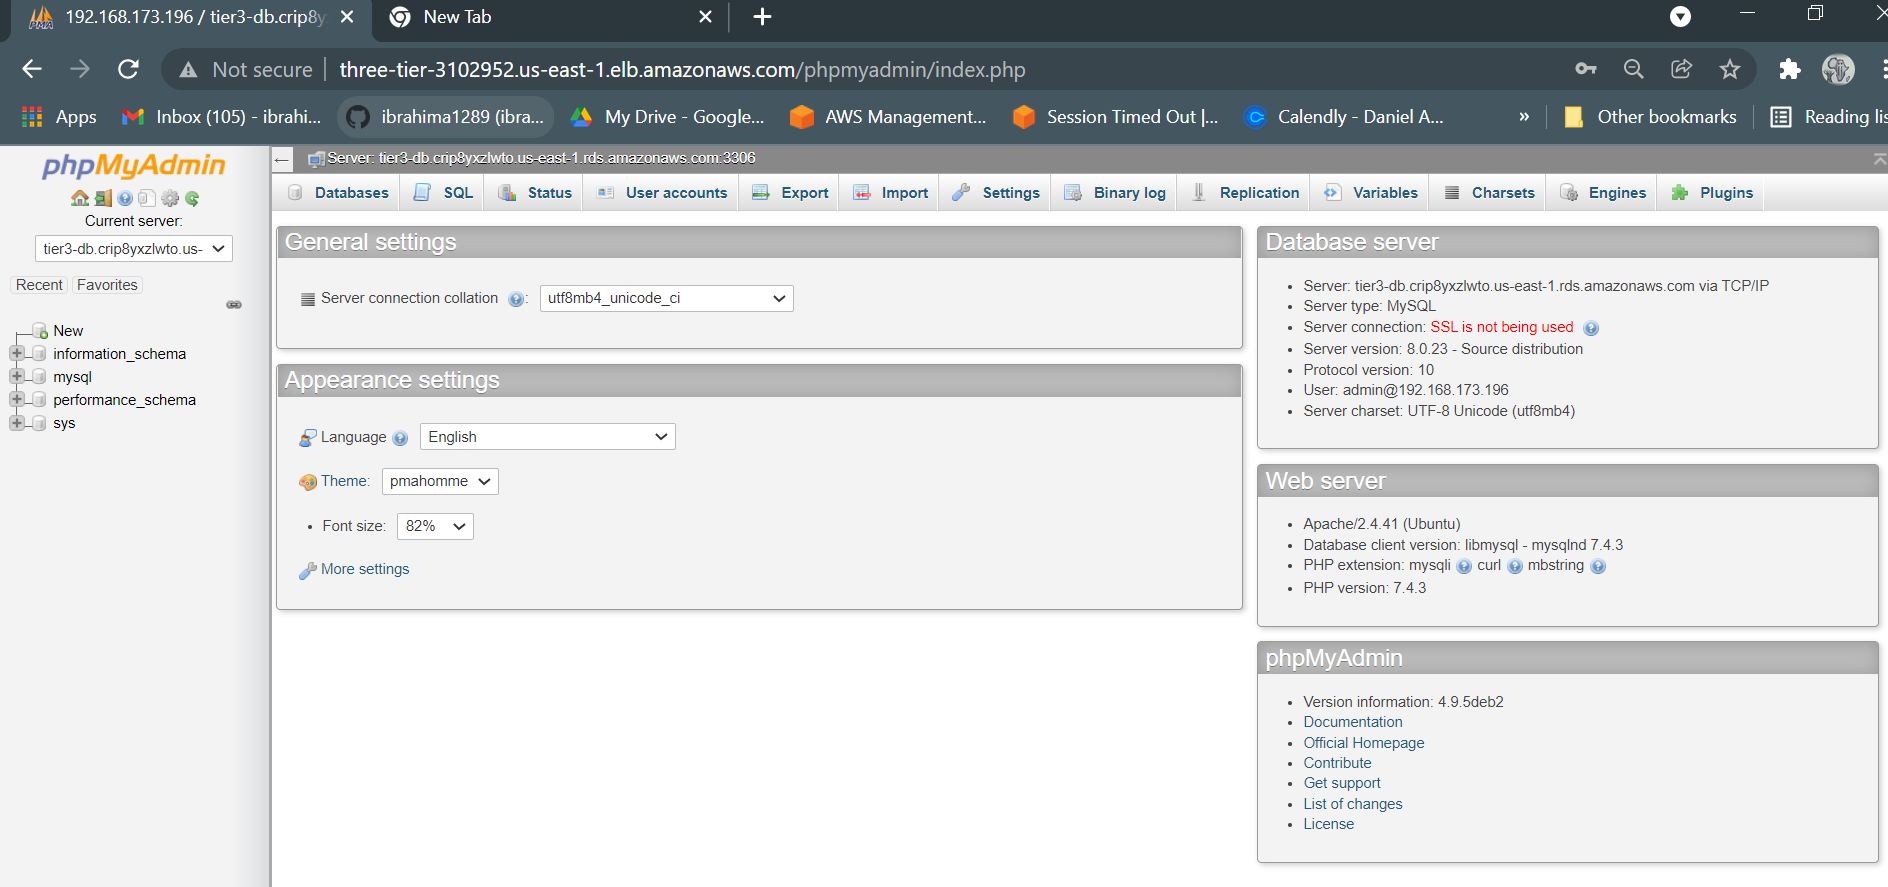 192.168.173.196 / tier3-db.crip8y
New Tab
Not secure
three-tier-3102952.us-east-1.elb.amazonaws.com/phpmyadmin/index.php
Apps
Inbox (105) - ibrahi...
ibrahima1289 (ibra...
My Drive - Google...
AWS Management...
Session Timed Out |...
Calendly - Daniel A...
»
Other bookmarks
Reading lis
phpMyAdmin
Current server:
tier3-db.crip8yxzlwto.us-
Recent
Favorites
New
information_schema
mysql
performance_schema
sys
Server: tier3-db.crip8yxzlwto.us-east-1.rds.amazonaws.com:3306
Databases
SQL
Status
User accounts
Export
Import
Settings
Binary log
Replication
Variables
Charsets
Engines
Plugins
General settings
Server connection collation :
utf8mb4_unicode_ci
Appearance settings
Language
English
Theme:
pmahomme
• Font size:
82%
More settings
Database server
• Server: tier3-db.crip8yxzlwto.us-east-1.rds.amazonaws.com via TCP/IP
• Server type: MySQL
• Server connection: SSL is not being used
• Server version: 8.0.23 - Source distribution
• Protocol version: 10
• User: admin@192.168.173.196
• Server charset: UTF-8 Unicode (utf8mb4)
Web server
• Apache/2.4.41 (Ubuntu)
• Database client version: libmysql - mysqlnd 7.4.3
• PHP extension: mysqli curl mbstring
• PHP version: 7.4.3
phpMyAdmin
• Version information: 4.9.5deb2
• Documentation
• Official Homepage
• Contribute
• Get support
• List of changes
• License